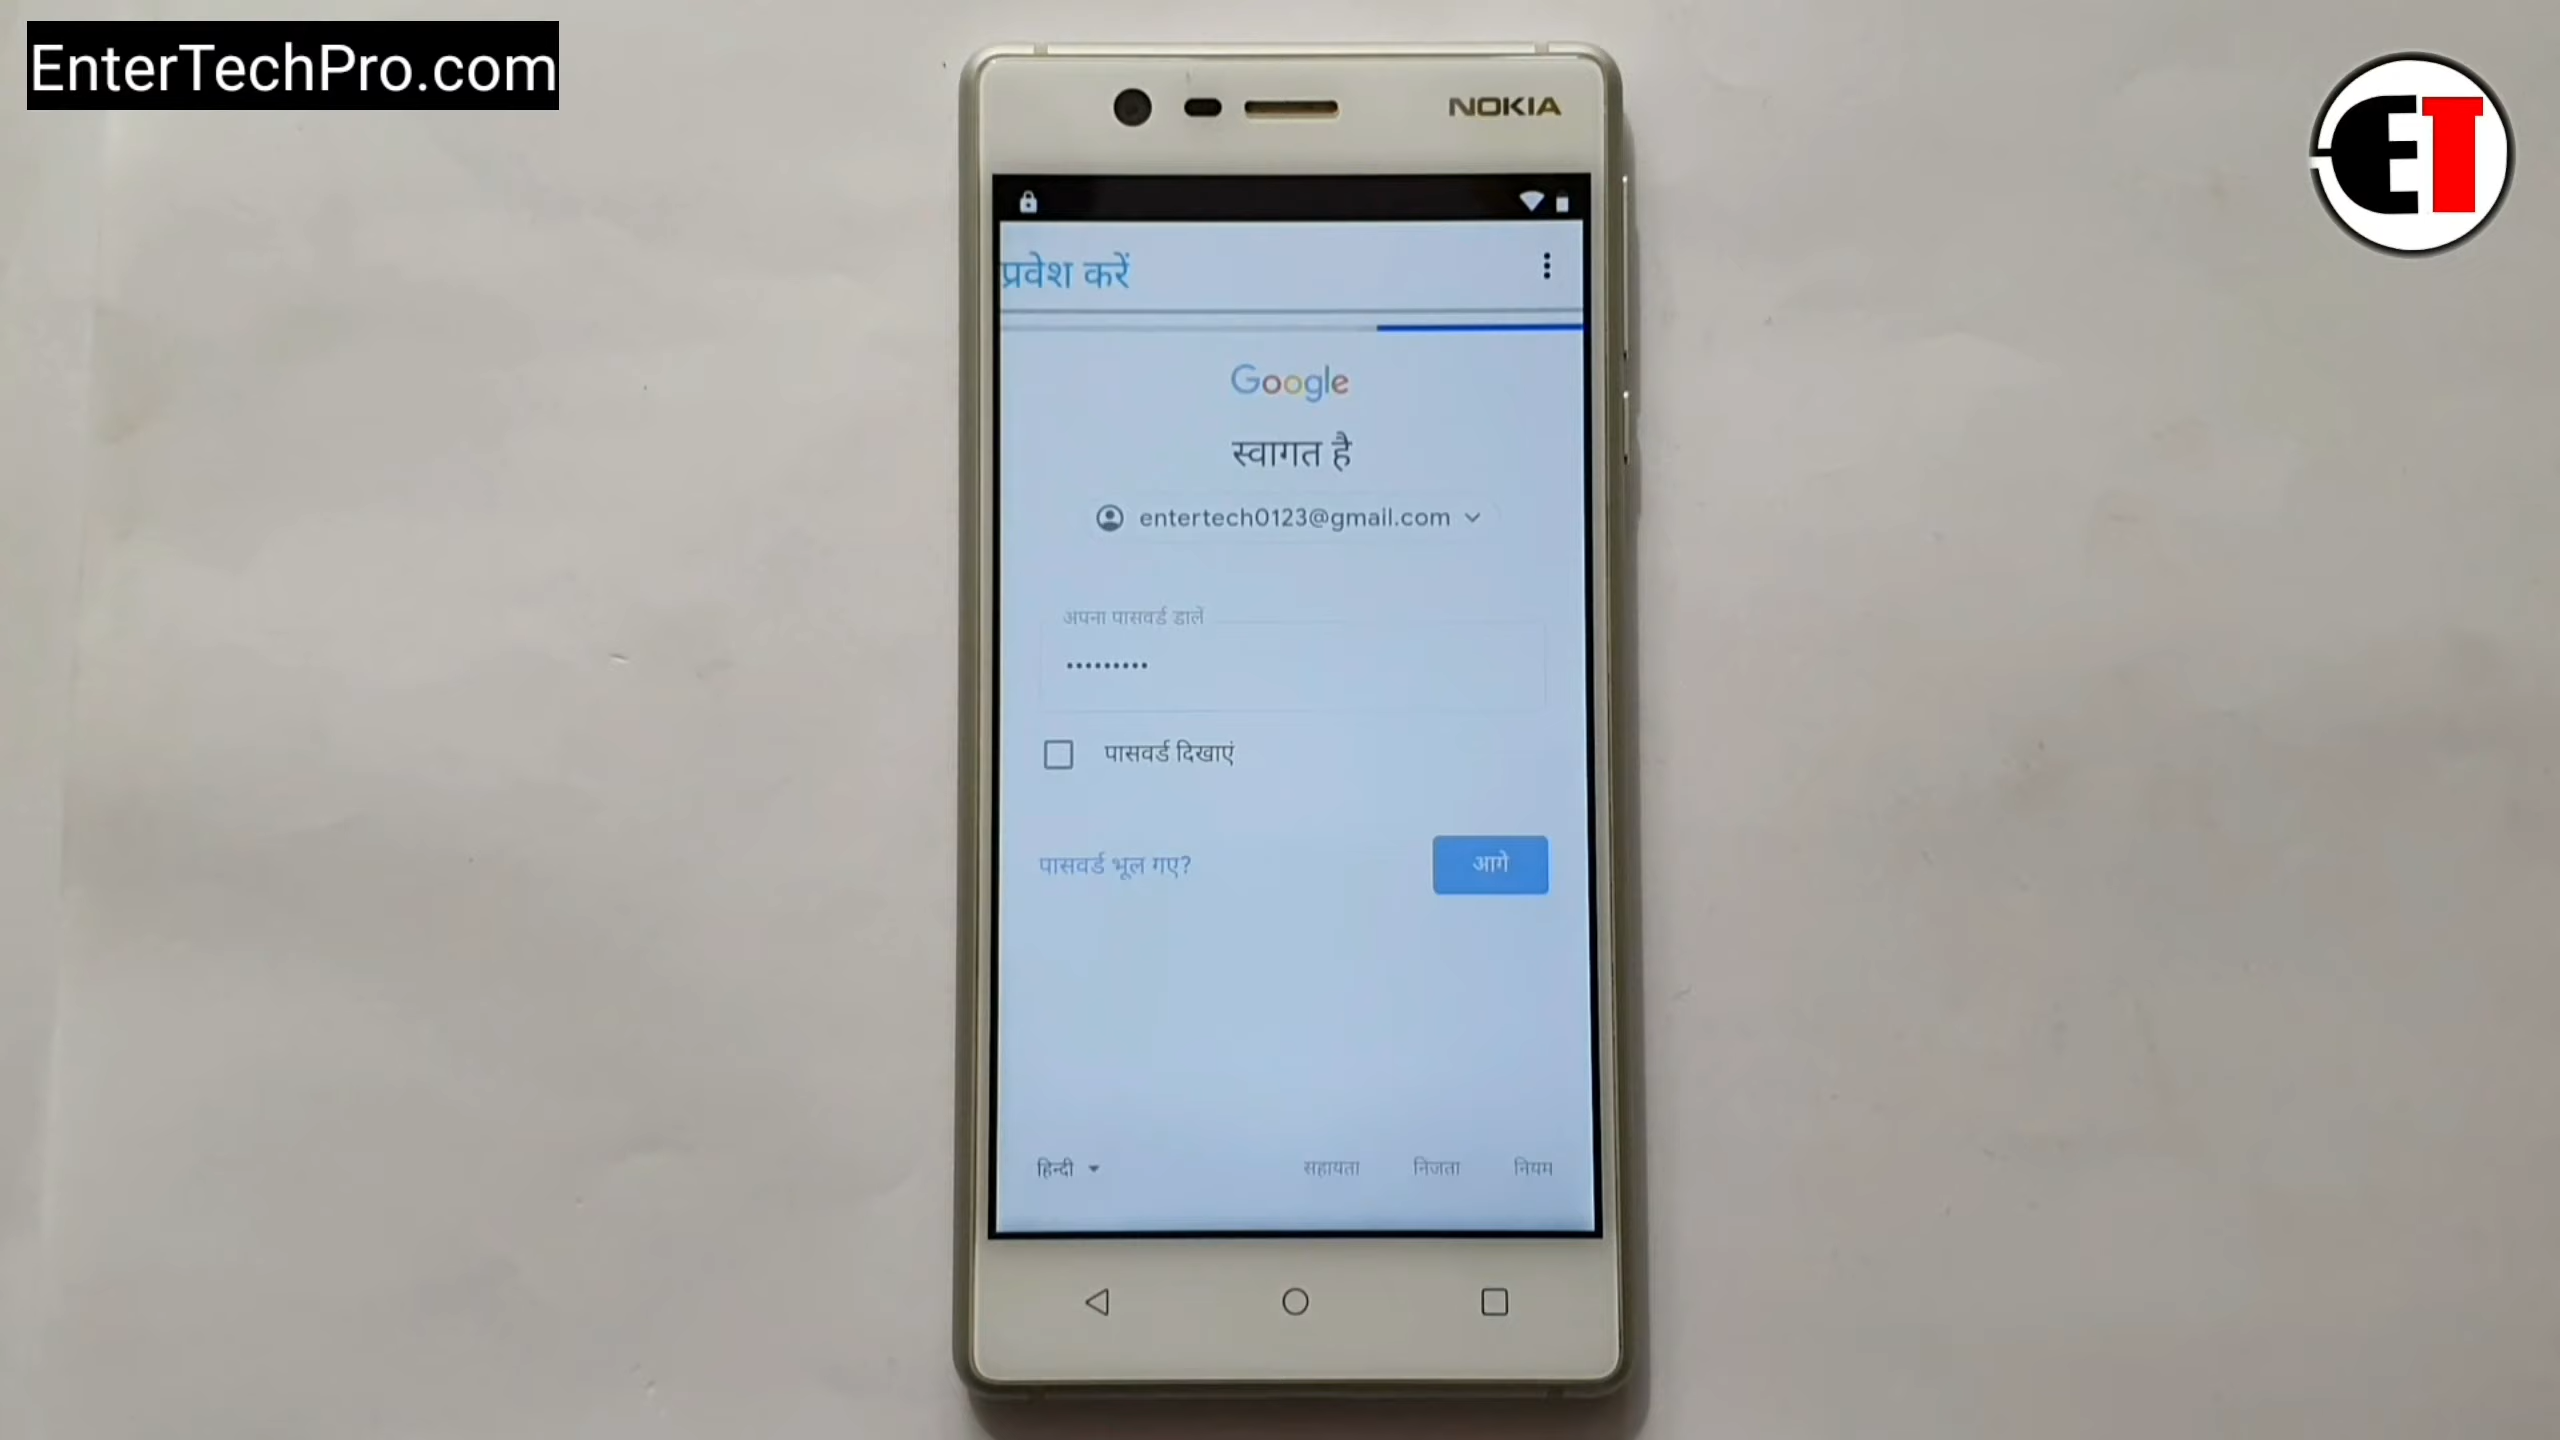 EnterTechPro.com
ET
NOKIA
प्रवेश करें
Google
स्वागत है
entertech0123@gmail.com
अपना पासवर्ड डालें
•••••••••
पासवर्ड दिखाएं
पासवर्ड भूल गए?
आगे
हिन्दी
सहायता निजता नियम